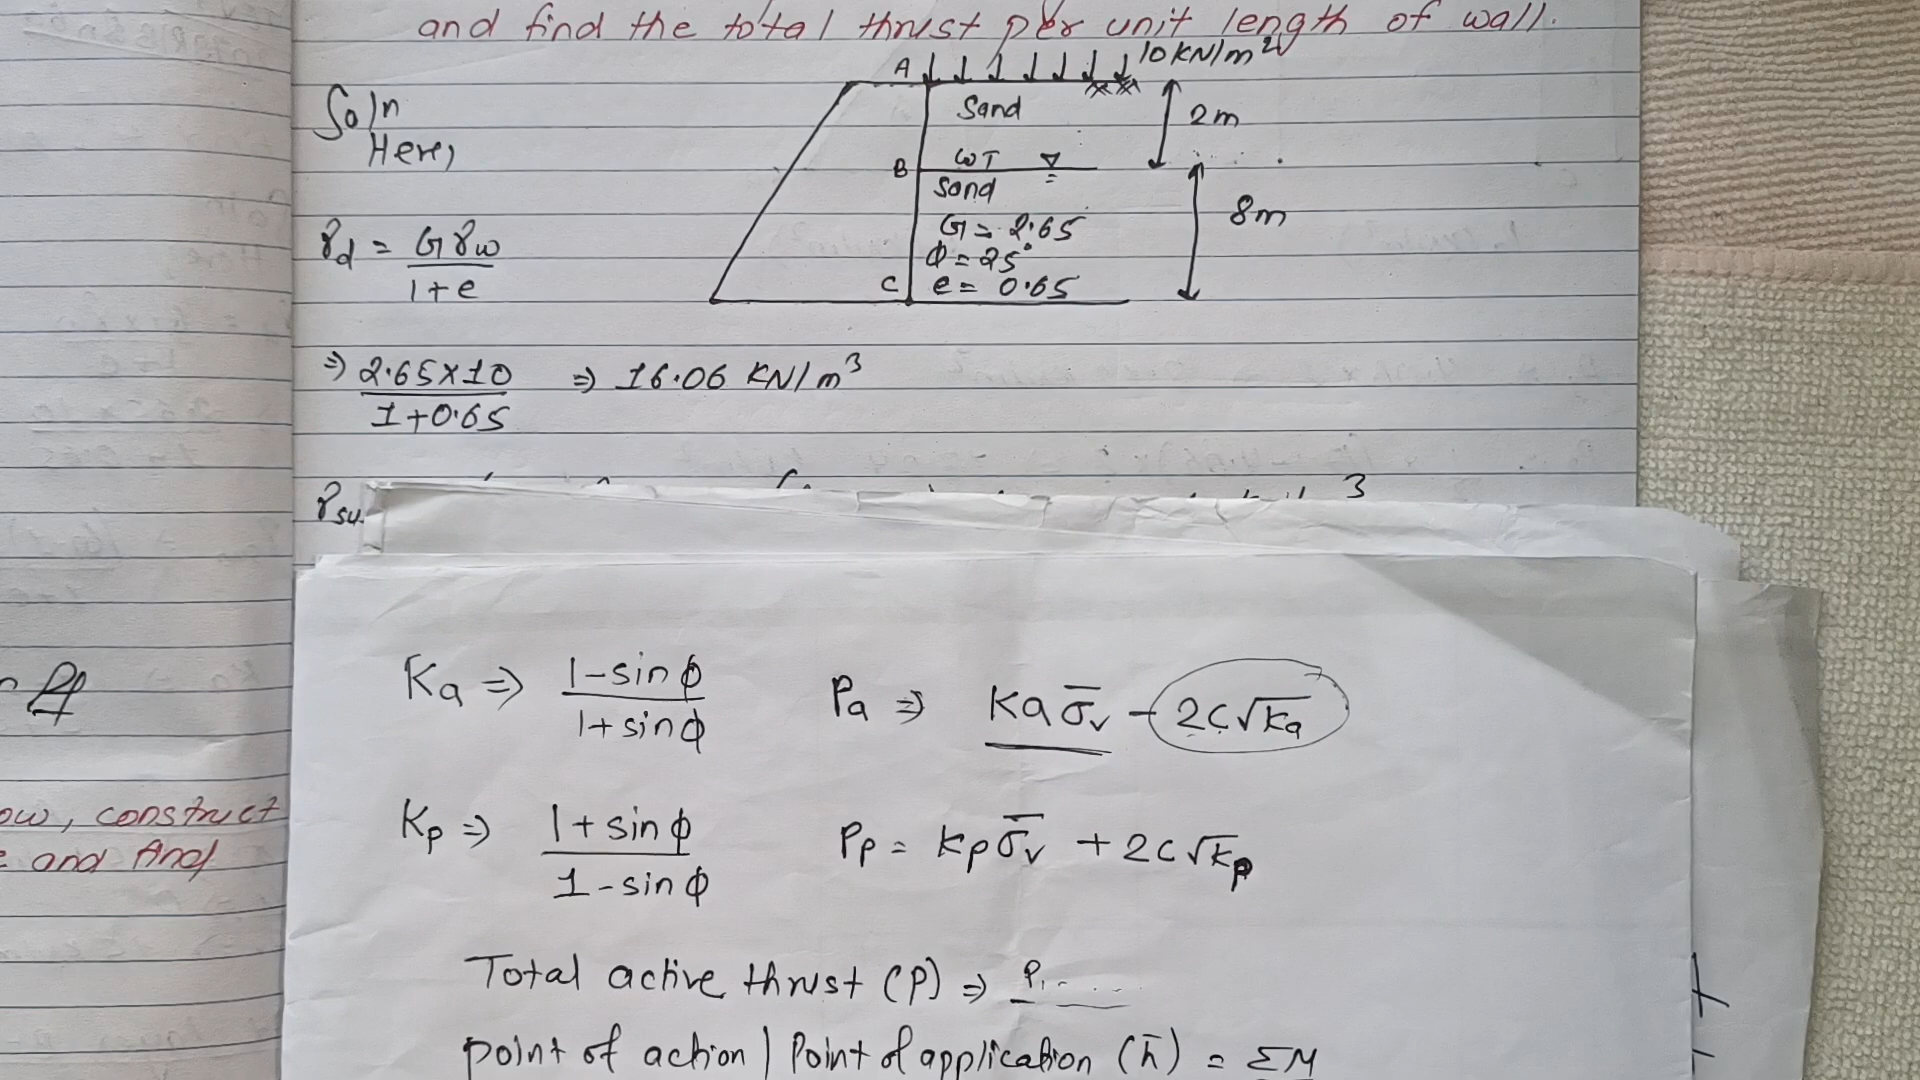 and find the total thrust per unit length of wall.
A 10 KN/m²
Soln
Here,
Sand
2m
B WT
Sand
G = 2.65
8m
ϕ = 25°
C e = 0.65
γd = Gγw / 1+e
⇒ 2.65×10 / 1+0.65 ⇒ 16.06 KN/m³
Ka ⇒ 1-sinϕ / 1+sinϕ
Pa ⇒ Ka σ̄v - 2C√Ka
ow, construct
and find
Kp ⇒ 1+sinϕ / 1-sinϕ
Pp = Kp σ̄v + 2C√Kp
Total active thrust (P) ⇒ P1.....
point of action | Point of application (h̄) = ΣM